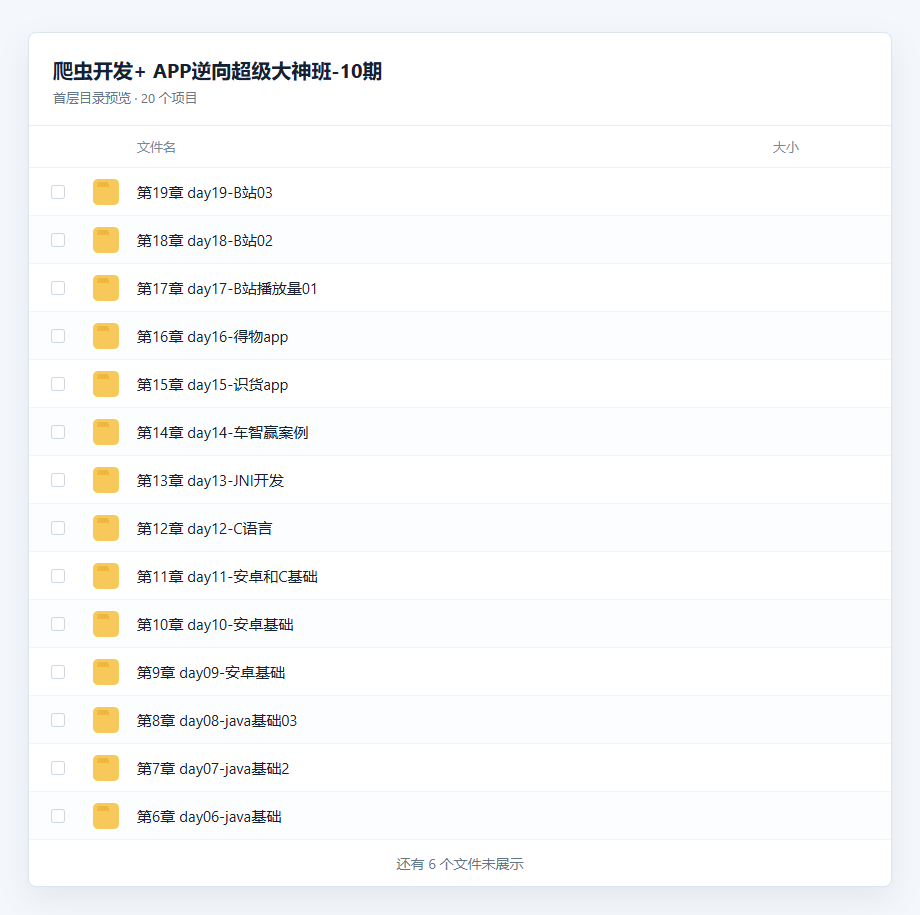 爬虫开发+ APP逆向超级大神班-10期
首层目录预览 · 20 个项目
文件名 大小
第19章 day19-B站03
第18章 day18-B站02
第17章 day17-B站播放量01
第16章 day16-得物app
第15章 day15-识货app
第14章 day14-车智赢案例
第13章 day13-JNI开发
第12章 day12-C语言
第11章 day11-安卓和C基础
第10章 day10-安卓基础
第9章 day09-安卓基础
第8章 day08-java基础03
第7章 day07-java基础2
第6章 day06-java基础
还有 6 个文件未展示